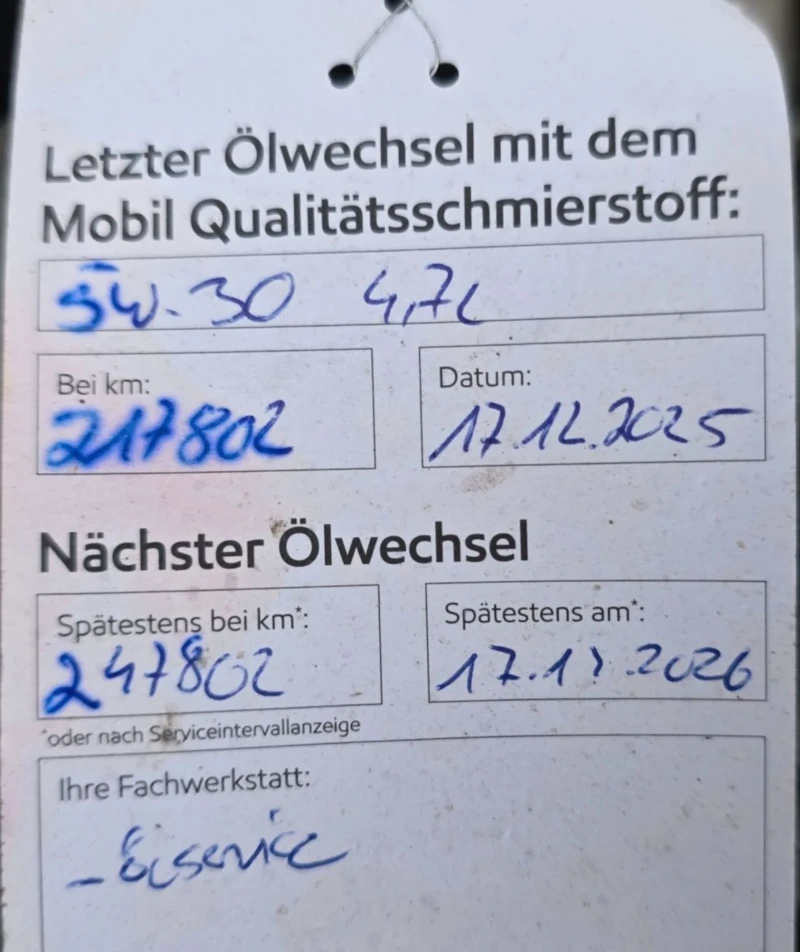 Letzter Ölwechsel mit dem
Mobil Qualitätsschmierstoff:
5W-30 4,7L
Bei km:
217802
Datum:
17.12.2025
Nächster Ölwechsel
Spätestens bei km*:
247802
Spätestens am*:
17.12.2026
*oder nach Serviceintervallanzeige
Ihre Fachwerkstatt:
- Ölservice